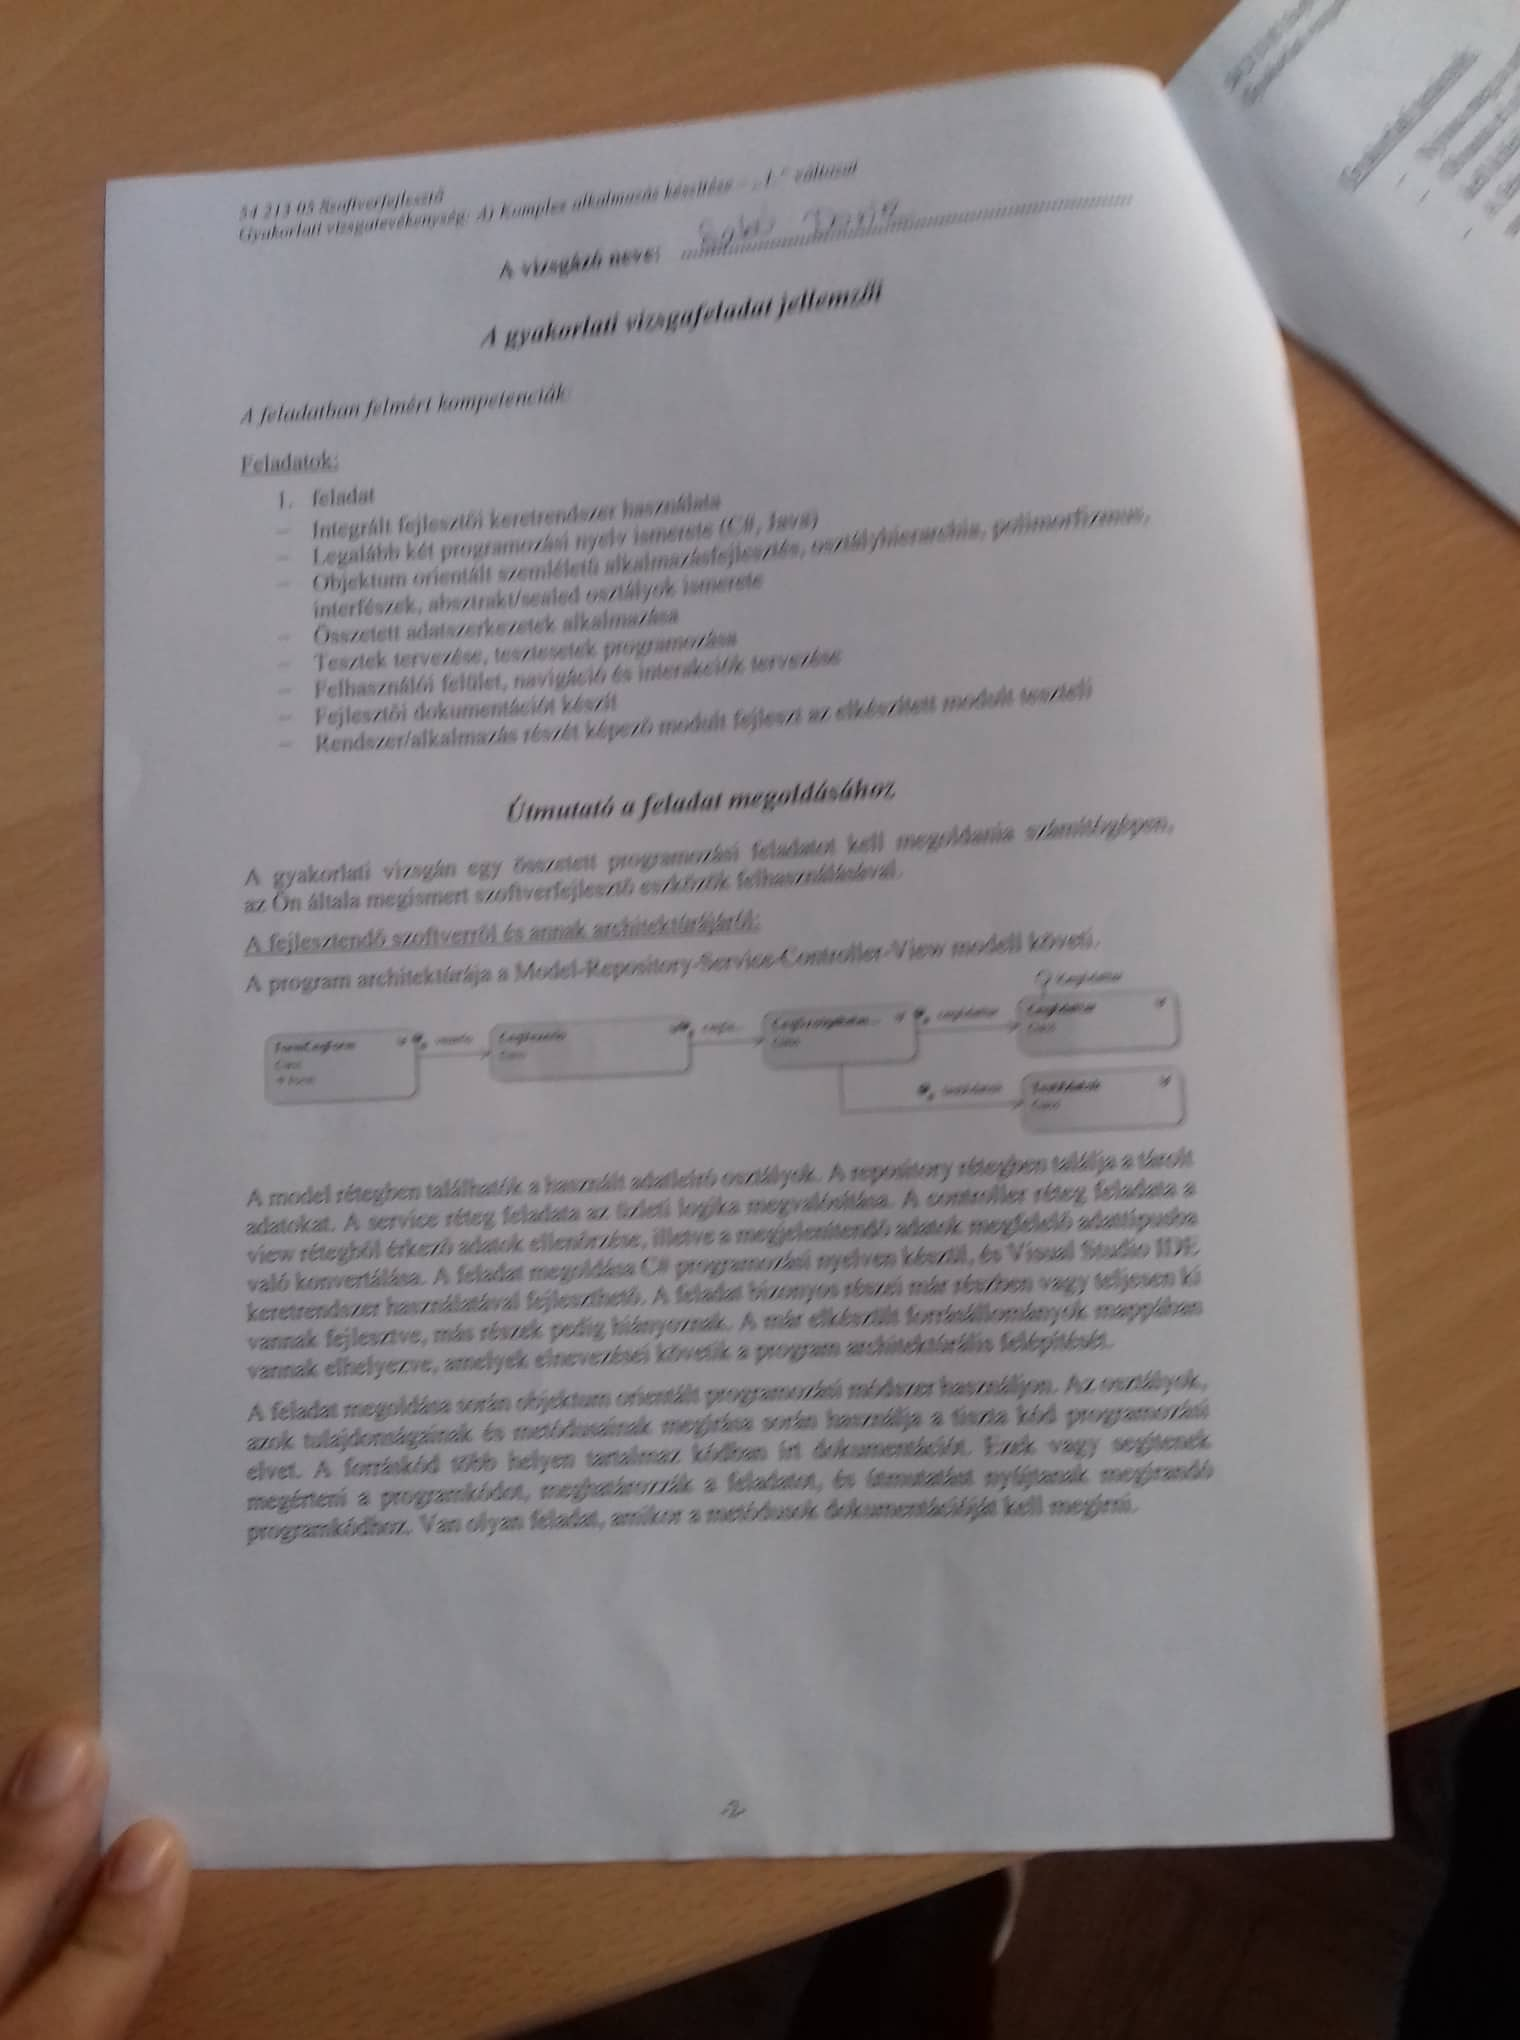 54 213 05 Szoftverfejlesztő
Gyakorlati vizsgatevékenység: A) Komplex alkalmazás készítése – „1." változat
A vizsgázó neve:
A gyakorlati vizsgafeladat jellemzői
A feladatban felmért kompetenciák:
Feladatok:
1. feladat
– Integrált fejlesztői keretrendszer használata
– Legalább két programozási nyelv ismerete (C#, Java)
– Objektum orientált szemléletű alkalmazásfejlesztés, osztályhierarchia, polimorfizmus,
interfészek, absztrakt/sealed osztályok ismerete
– Összetett adatszerkezetek alkalmazása
– Tesztek tervezése, tesztesetek programozása
– Felhasználói felület, navigáció és interakciók tervezése
– Fejlesztői dokumentációt készít
– Rendszer/alkalmazás részét képező modult fejleszt az elkészített modult teszteli
Útmutató a feladat megoldásához
A gyakorlati vizsgán egy összetett programozási feladatot kell megoldania számítógépen,
az Ön általa megismert szoftverfejlesztő eszközök felhasználásával.
A fejlesztendő szoftverről és annak architektúrájáról:
A program architektúrája a Model-Repository-Service-Controller-View modell követi.
Class
Class
Class
Class
Class
A model rétegben találhatók a használt adatleíró osztályok. A repository rétegben találja a tárolt
adatokat. A service réteg feladata az üzleti logika megvalósítása. A controller réteg feladata a
view rétegből érkező adatok ellenőrzése, illetve a megjelenítendő adatok megfelelő adattípusba
való konvertálása. A feladat megoldása C# programozási nyelven készül, és Visual Studio IDE
keretrendszer használatával fejleszthető. A feladat bizonyos részei már részben vagy teljesen ki
vannak fejlesztve, más részek pedig hiányoznak. A már elkészült forrásállományok mappában
vannak elhelyezve, amelyek elnevezései követik a program architektúrális felépítését.
A feladat megoldása során objektum orientált programozási módszer használjon. Az osztályok,
azok tulajdonságainak és metódusainak megírása során használja a tiszta kód programozási
elvet. A forráskód több helyen tartalmaz kódban írt dokumentációt. Ezek vagy segítenek
megérteni a programkódot, meghatározzák a feladatot, és útmutatást nyújtanak megírandó
programkódhoz. Van olyan feladat, amikor a metódusok dokumentációját kell megírni.
-2-